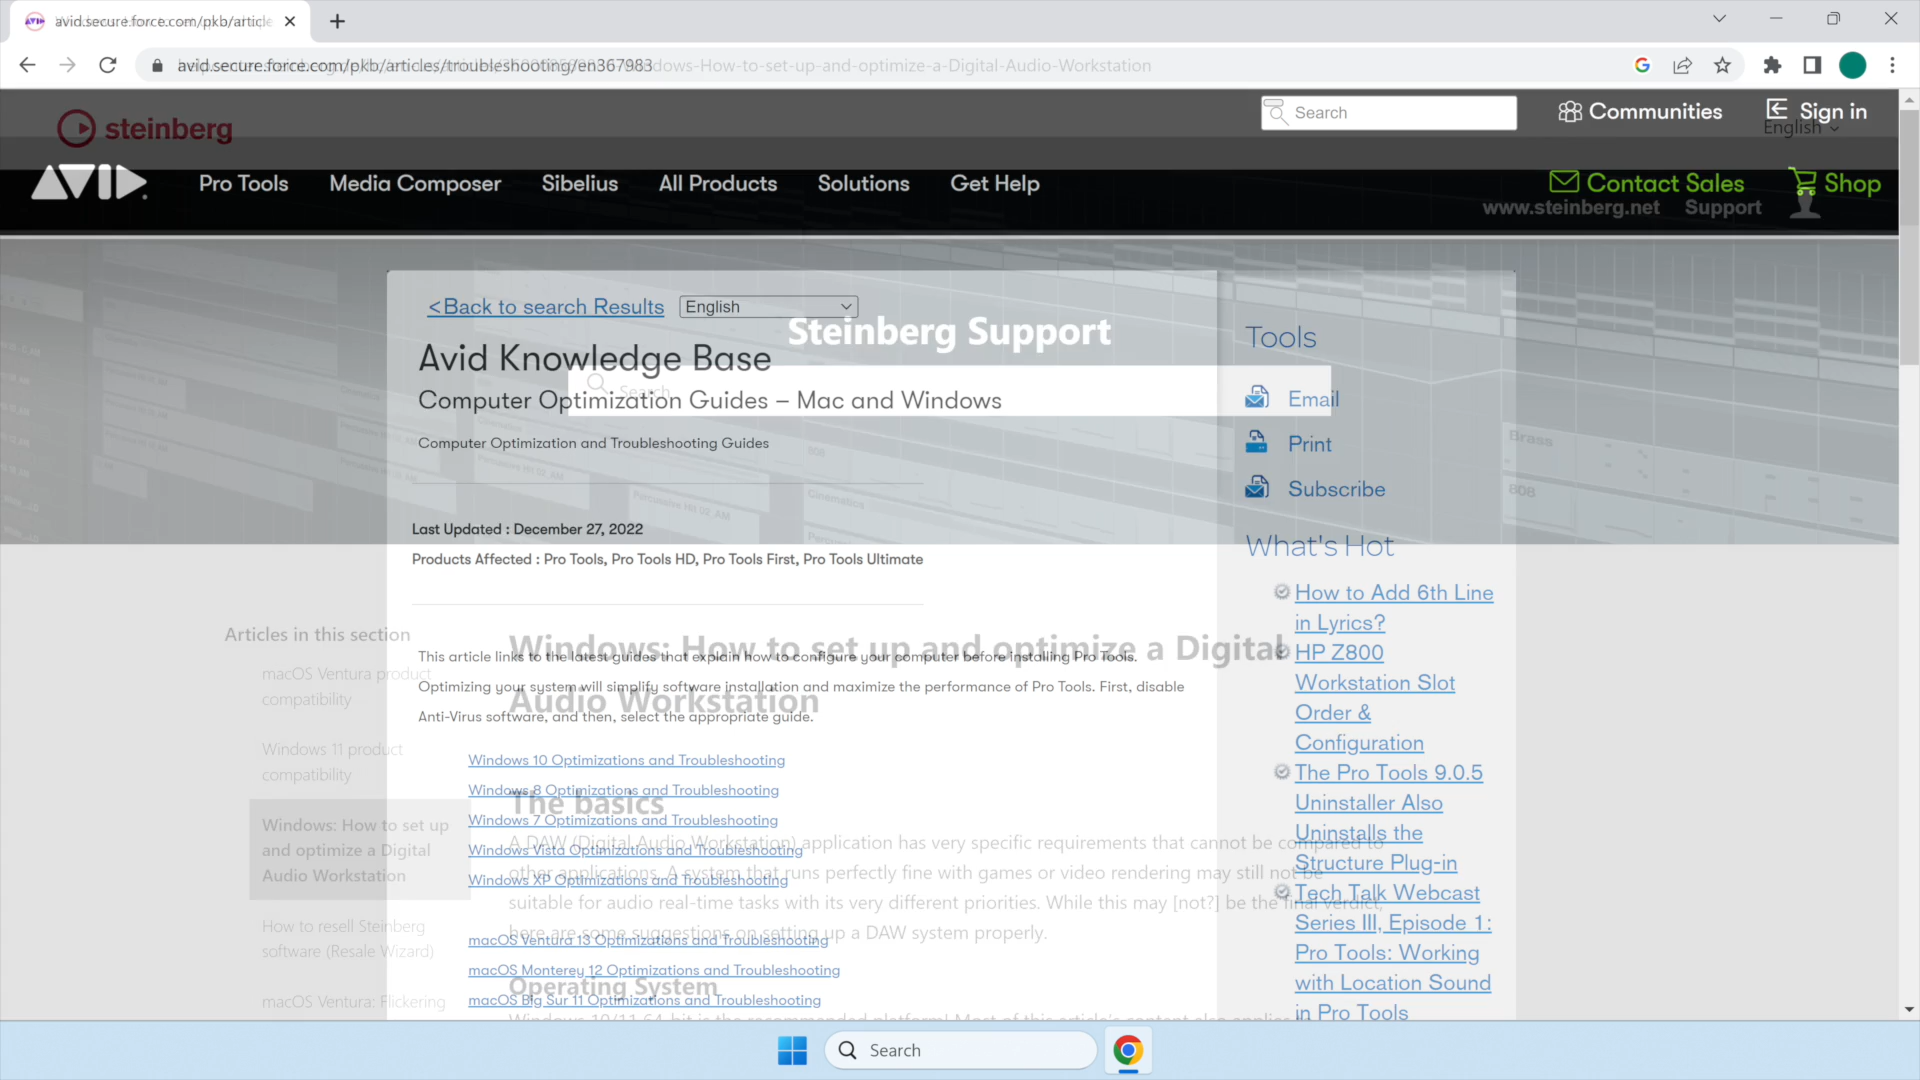 avid.secure.force.com/pkb/article
avid.secure.force.com/pkb/articles/troubleshooting/en367983
dows-How-to-set-up-and-optimize-a-Digital-Audio-Workstation
steinberg
Search
Communities
Sign in
English
AVID
Pro Tools
Media Composer
Sibelius
All Products
Solutions
Get Help
Contact Sales
Shop
www.steinberg.net
Support
<Back to search Results
English
Steinberg Support
Search
Avid Knowledge Base
Computer Optimization Guides – Mac and Windows
Computer Optimization and Troubleshooting Guides
Last Updated : December 27, 2022
Products Affected : Pro Tools, Pro Tools HD, Pro Tools First, Pro Tools Ultimate
This article links to the latest guides that explain how to configure your computer before installing Pro Tools.
Optimizing your system will simplify software installation and maximize the performance of Pro Tools. First, disable
Anti-Virus software, and then, select the appropriate guide.
Windows 10 Optimizations and Troubleshooting
Windows 8 Optimizations and Troubleshooting
Windows 7 Optimizations and Troubleshooting
Windows Vista Optimizations and Troubleshooting
Windows XP Optimizations and Troubleshooting
macOS Ventura 13 Optimizations and Troubleshooting
macOS Monterey 12 Optimizations and Troubleshooting
macOS Big Sur 11 Optimizations and Troubleshooting
Tools
Email
Print
Subscribe
What's Hot
How to Add 6th Line
in Lyrics?
HP Z800
Workstation Slot
Order &
Configuration
The Pro Tools 9.0.5
Uninstaller Also
Uninstalls the
Structure Plug-in
Tech Talk Webcast
Series III, Episode 1:
Pro Tools: Working
with Location Sound
in Pro Tools
Articles in this section
macOS Ventura product
compatibility
Windows 11 product
compatibility
Windows: How to set up
and optimize a Digital
Audio Workstation
How to resell Steinberg
software (Resale Wizard)
macOS Ventura: Flickering
Windows: How to set up and optimize a Digital
Audio Workstation
The basics
A DAW (Digital Audio Workstation) application has very specific requirements that cannot be compared to
other applications. A system that runs perfectly fine with games or video rendering may still not be
suitable for audio real-time tasks with its very different priorities. While this may [not?] be the final verdict,
here are some suggestions on setting up a DAW system properly.
Operating System
Windows 10/11 64-bit is the recommended platform! Most of this article's content also applies to
Brass
808
Search